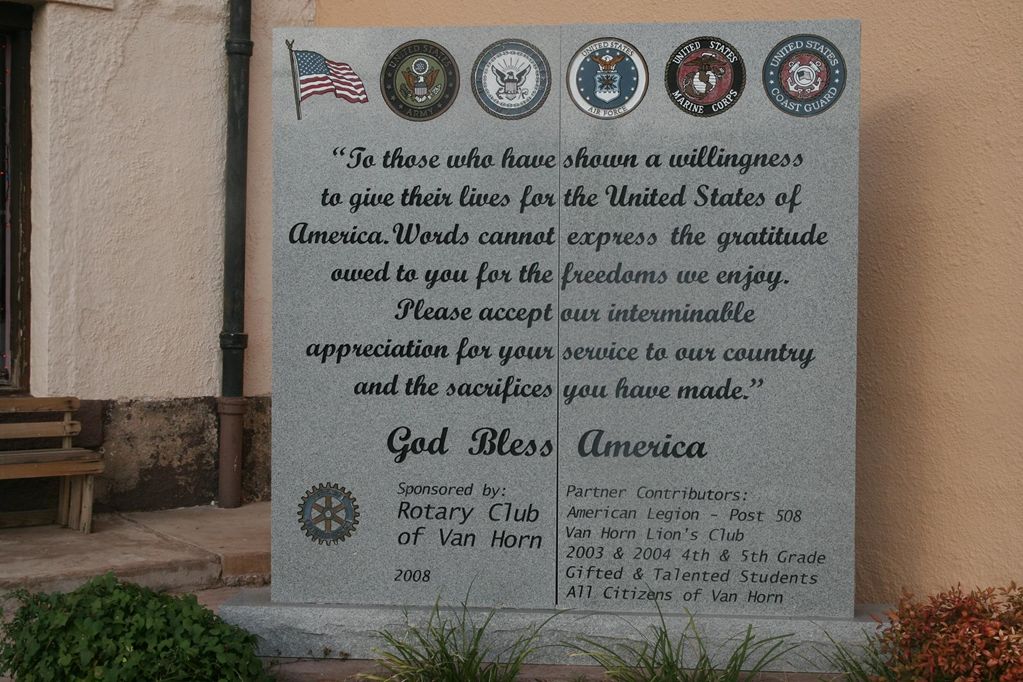 UNITED STATES
ARMY
UNITED STATES
AIR FORCE
UNITED STATES
MARINE CORPS
UNITED STATES
COAST GUARD
“To those who have shown a willingness
to give their lives for the United States of
America. Words cannot express the gratitude
owed to you for the freedoms we enjoy.
Please accept our interminable
appreciation for your service to our country
and the sacrifices you have made.”
God Bless America
Sponsored by:
Rotary Club
of Van Horn
2008
Partner Contributors:
American Legion - Post 508
Van Horn Lion's Club
2003 & 2004 4th & 5th Grade
Gifted & Talented Students
All Citizens of Van Horn